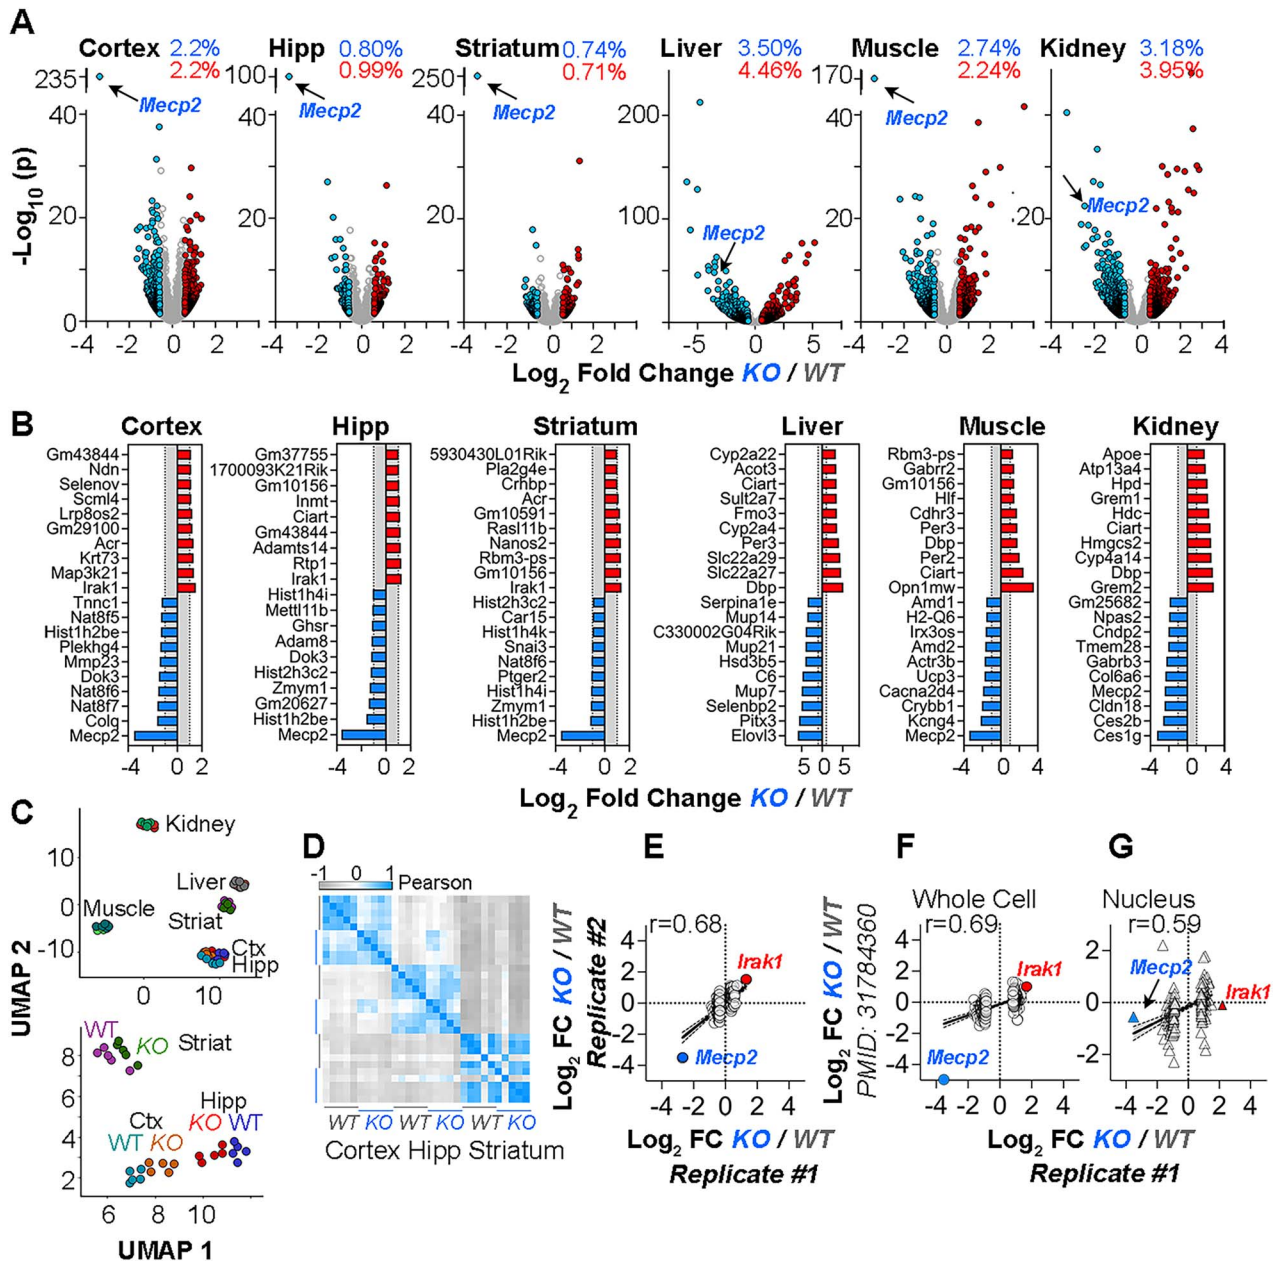 A
Cortex 2.2%
2.2%
Hipp 0.80%
0.99%
Striatum 0.74%
0.71%
Liver 3.50%
4.46%
Muscle 2.74%
2.24%
Kidney 3.18%
3.95%
-Log10 (p)
235
40
20
0
Mecp2
-4 -2 0 2
100
40
20
Mecp2
-4 -2 0 2
250
40
20
Mecp2
-4 -2 0 2
200
100
Mecp2
-5 0 5
170
40
20
Mecp2
-4 -2 0 2
20
Mecp2
-4 -2 0 2 4
Log2 Fold Change KO / WT
B
Cortex
Gm43844
Ndn
Selenov
Scml4
Lrp8os2
Gm29100
Acr
Krt73
Map3k21
Irak1
Tnnc1
Nat8f5
Hist1h2be
Plekhg4
Mmp23
Dok3
Nat8f6
Nat8f7
Colq
Mecp2
-4 0 2
Hipp
Gm37755
1700093K21Rik
Gm10156
Inmt
Ciart
Gm43844
Adamts14
Rtp1
Irak1
Hist1h4i
Mettl11b
Ghsr
Adam8
Dok3
Hist2h3c2
Zmym1
Gm20627
Hist1h2be
Mecp2
-4 0 2
Striatum
5930430L01Rik
Pla2g4e
Crhbp
Acr
Gm10591
Rasl11b
Nanos2
Rbm3-ps
Gm10156
Irak1
Hist2h3c2
Car15
Hist1h4k
Snai3
Nat8f6
Ptger2
Hist1h4i
Zmym1
Hist1h2be
Mecp2
-4 0 2
Liver
Cyp2a22
Acot3
Ciart
Sult2a7
Fmo3
Cyp2a4
Per3
Slc22a29
Slc22a27
Dbp
Serpina1e
Mup14
C330002G04Rik
Mup21
Hsd3b5
C6
Mup7
Selenbp2
Pitx3
Elovl3
5 0 5
Muscle
Rbm3-ps
Gabrr2
Gm10156
Hlf
Cdhr3
Per3
Dbp
Per2
Ciart
Opn1mw
Amd1
H2-Q6
Irx3os
Amd2
Actr3b
Ucp3
Cacna2d4
Crybb1
Kcng4
Mecp2
-4 0 4
Kidney
Apoe
Atp13a4
Hpd
Grem1
Hdc
Ciart
Hmgcs2
Cyp4a14
Dbp
Grem2
Gm25682
Npas2
Cndp2
Tmem28
Gabrb3
Col6a6
Mecp2
Cldn18
Ces2b
Ces1g
-4 0 4
Log2 Fold Change KO / WT
C
UMAP 2
10
0
-10
Kidney
Liver
Muscle
Striat
Ctx
Hipp
0 10
8
6
4
2
WT
KO Striat
Hipp
Ctx
KO WT
WT KO
6 8 10
UMAP 1
D
-1 0 1
Pearson
WT KO WT KO WT KO
Cortex Hipp Striatum
E
Log2 FC KO / WT
Replicate #2
r=0.68
4
2
0
-2
-4
Irak1
Mecp2
-4 0 4
Log2 FC KO / WT
Replicate #1
F
Log2 FC KO / WT
PMID: 31784360
Whole Cell
r=0.69
4
2
0
-2
-4
Irak1
Mecp2
-4 0 4
G
Nucleus
r=0.59
2
0
-2
Mecp2
Irak1
-4 0 4
Log2 FC KO / WT
Replicate #1